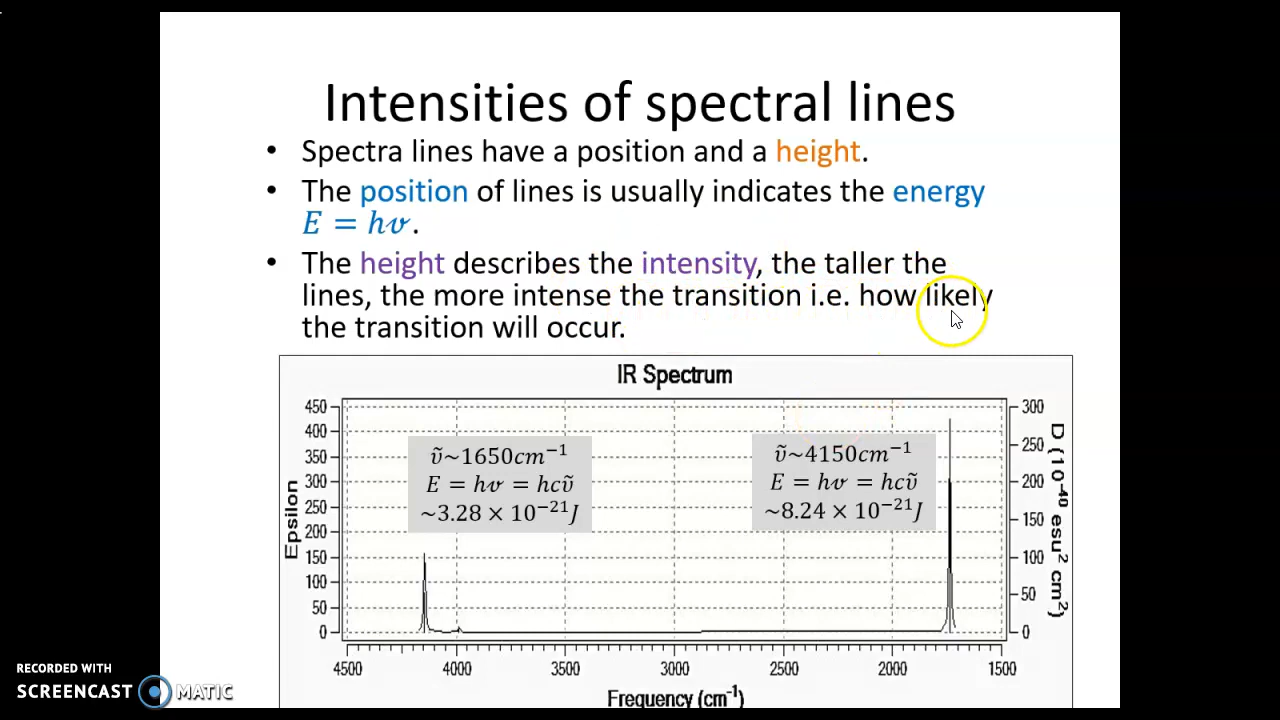 Intensities of spectral lines
• Spectra lines have a position and a height.
• The position of lines is usually indicates the energy
E = hν.
• The height describes the intensity, the taller the
lines, the more intense the transition i.e. how likely
the transition will occur.
IR Spectrum
450
400
350
300
250
200
150
100
50
0
Epsilon
ṽ~1650cm⁻¹
E = hν = hcṽ
~3.28 × 10⁻²¹J
ṽ~4150cm⁻¹
E = hν = hcṽ
~8.24 × 10⁻²¹J
300
250
200
150
100
50
0
D (10⁻⁴⁰ esu² cm²)
4500 4000 3500 3000 2500 2000 1500
Frequency (cm⁻¹)
RECORDED WITH
SCREENCAST MATIC